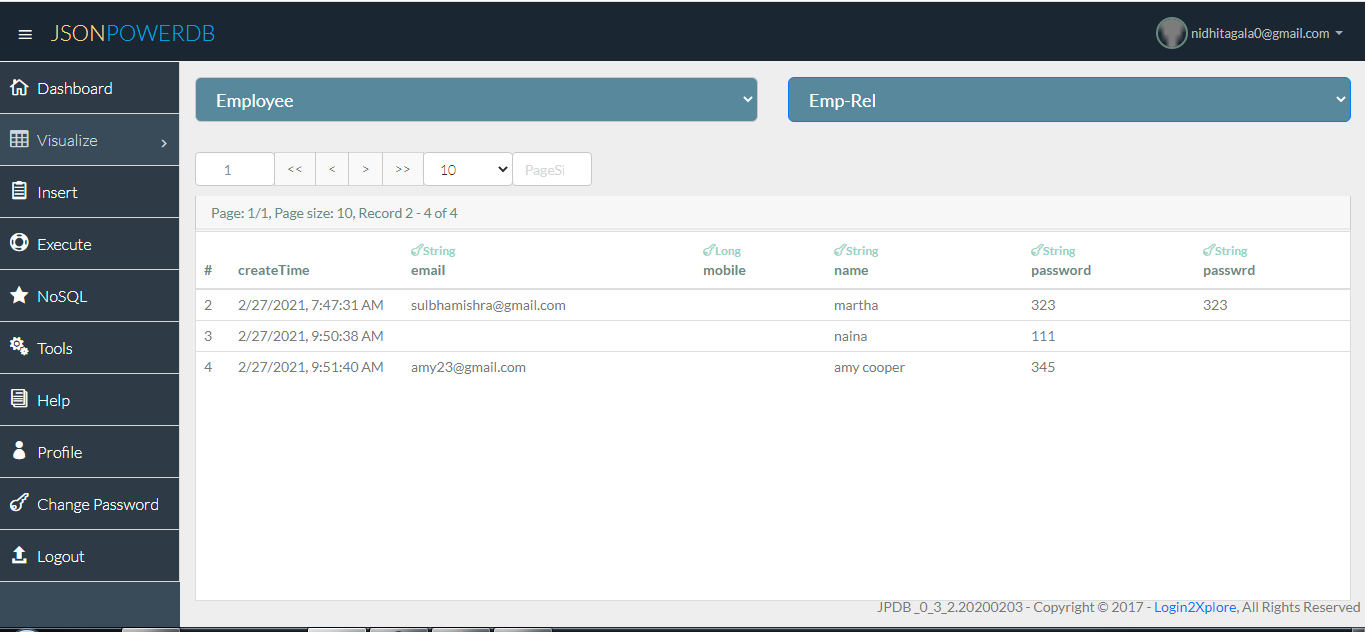 JSONPOWERDB
nidhitagala0@gmail.com
Dashboard
Visualize
Insert
Execute
NoSQL
Tools
Help
Profile
Change Password
Logout
Employee
Emp-Rel
1 << < > >> 10 PageSi
Page: 1/1, Page size: 10, Record 2 - 4 of 4
String Long String String String
# createTime email mobile name password passwrd
2 2/27/2021, 7:47:31 AM sulbhamishra@gmail.com martha 323 323
3 2/27/2021, 9:50:38 AM naina 111
4 2/27/2021, 9:51:40 AM amy23@gmail.com amy cooper 345
JPDB _0_3_2.20200203 - Copyright © 2017 - Login2Xplore, All Rights Reserved